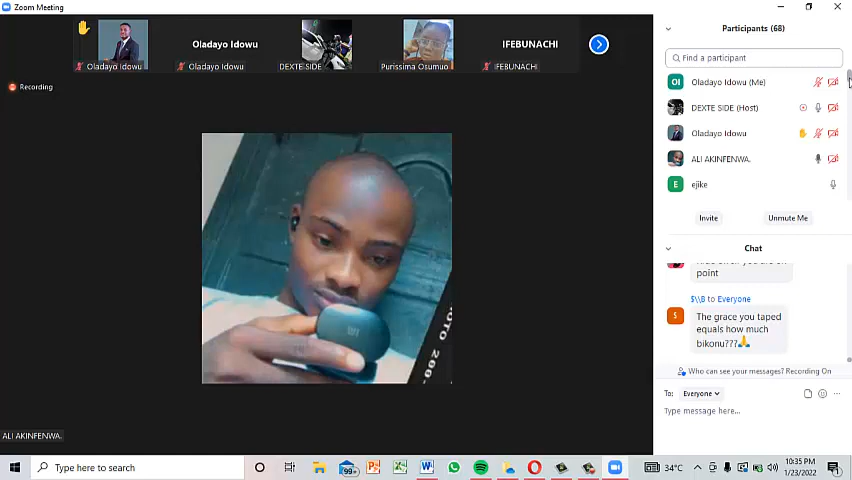 Zoom Meeting
Oladayo Idowu
Oladayo Idowu
Oladayo Idowu
DEXTE SIDE
Purissima Osumuo
IFEBUNACHI
IFEBUNACHI
Recording
ALI AKINFENWA.
Participants (68)
Find a participant
OI Oladayo Idowu (Me)
DEXTE SIDE (Host)
Oladayo Idowu
ALI AKINFENWA.
E ejike
Invite Unmute Me
Chat
point
$\\B to Everyone
S The grace you taped
equals how much
bikonu???🙏
Who can see your messages? Recording On
To: Everyone
Type message here...
Type here to search
99+
34°C
10:35 PM
1/23/2022